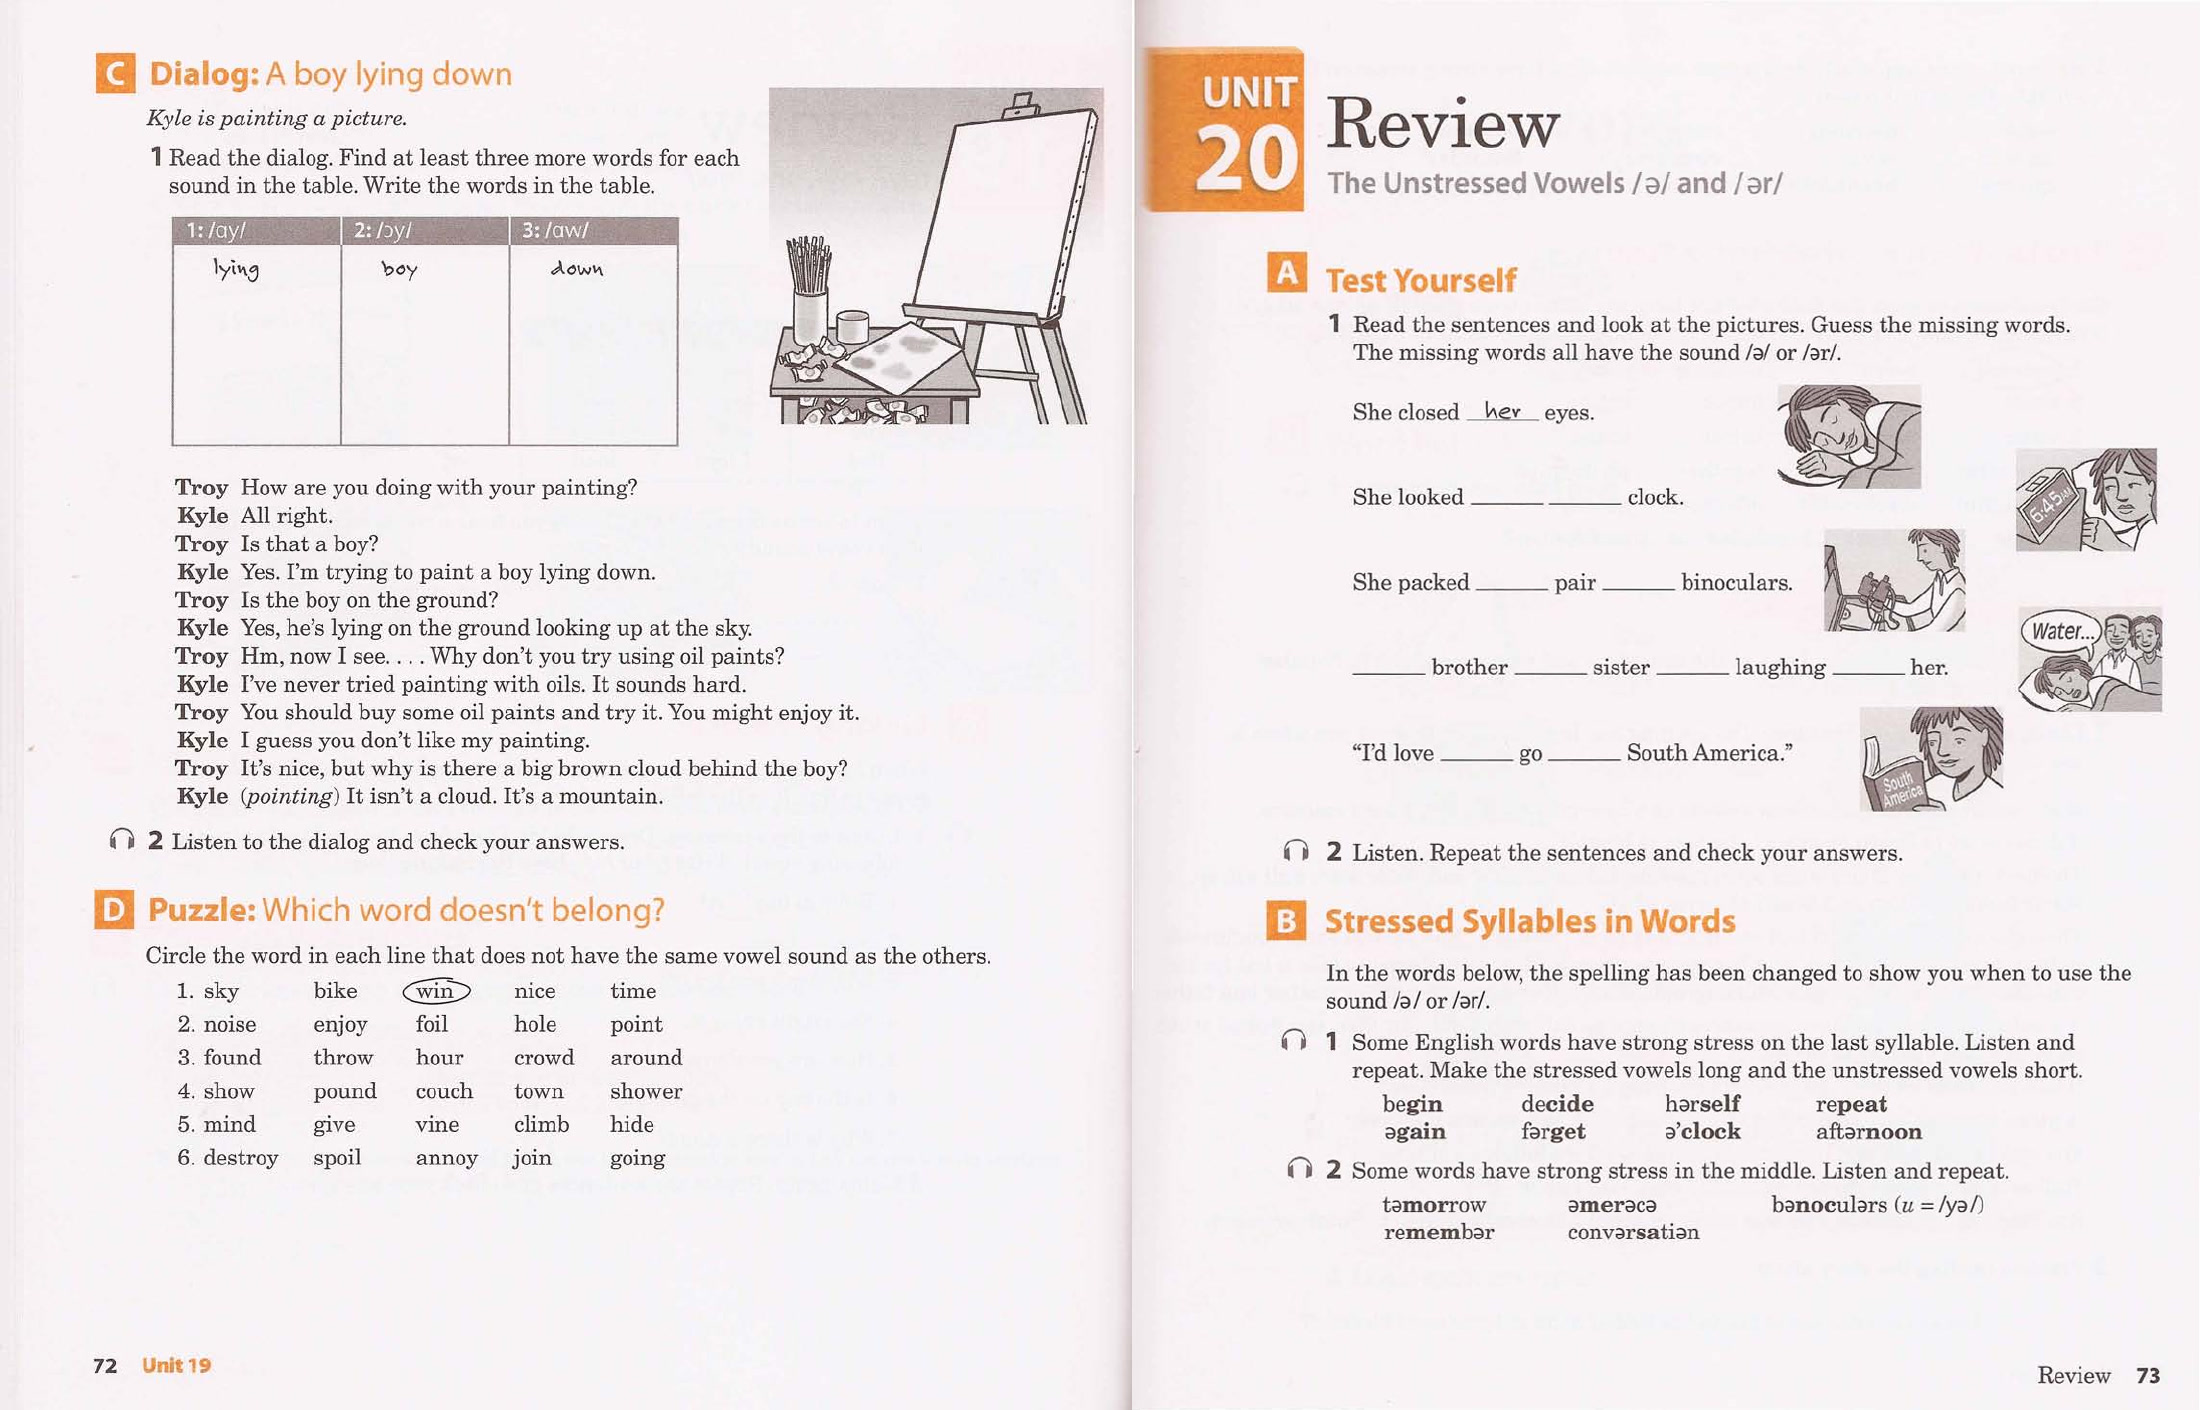 C Dialog: A boy lying down
Kyle is painting a picture.
1 Read the dialog. Find at least three more words for each
sound in the table. Write the words in the table.
1: /ɑy/ 2: /ɔy/ 3: /ɑw/
lying boy down
Troy How are you doing with your painting?
Kyle All right.
Troy Is that a boy?
Kyle Yes. I'm trying to paint a boy lying down.
Troy Is the boy on the ground?
Kyle Yes, he's lying on the ground looking up at the sky.
Troy Hm, now I see. . . . Why don't you try using oil paints?
Kyle I've never tried painting with oils. It sounds hard.
Troy You should buy some oil paints and try it. You might enjoy it.
Kyle I guess you don't like my painting.
Troy It's nice, but why is there a big brown cloud behind the boy?
Kyle (pointing) It isn't a cloud. It's a mountain.
2 Listen to the dialog and check your answers.
D Puzzle: Which word doesn't belong?
Circle the word in each line that does not have the same vowel sound as the others.
1. sky bike win nice time
2. noise enjoy foil hole point
3. found throw hour crowd around
4. show pound couch town shower
5. mind give vine climb hide
6. destroy spoil annoy join going
72 Unit 19
UNIT
20
Review
The Unstressed Vowels /ə/ and /ər/
A Test Yourself
1 Read the sentences and look at the pictures. Guess the missing words.
The missing words all have the sound /ə/ or /ər/.
She closed her eyes.
She looked ______ ______ clock.
6:45 AM
She packed ______ pair ______ binoculars.
Water...
______ brother ______ sister ______ laughing ______ her.
"I'd love ______ go ______ South America."
South
America
2 Listen. Repeat the sentences and check your answers.
B Stressed Syllables in Words
In the words below, the spelling has been changed to show you when to use the
sound /ə/ or /ər/.
1 Some English words have strong stress on the last syllable. Listen and
repeat. Make the stressed vowels long and the unstressed vowels short.
begin decide hərself repeat
əgain fərget ə'clock aftərnoon
2 Some words have strong stress in the middle. Listen and repeat.
təmorrow əmerəcə bənoculərs (u = /yə/)
remembər convərsatiən
Review 73